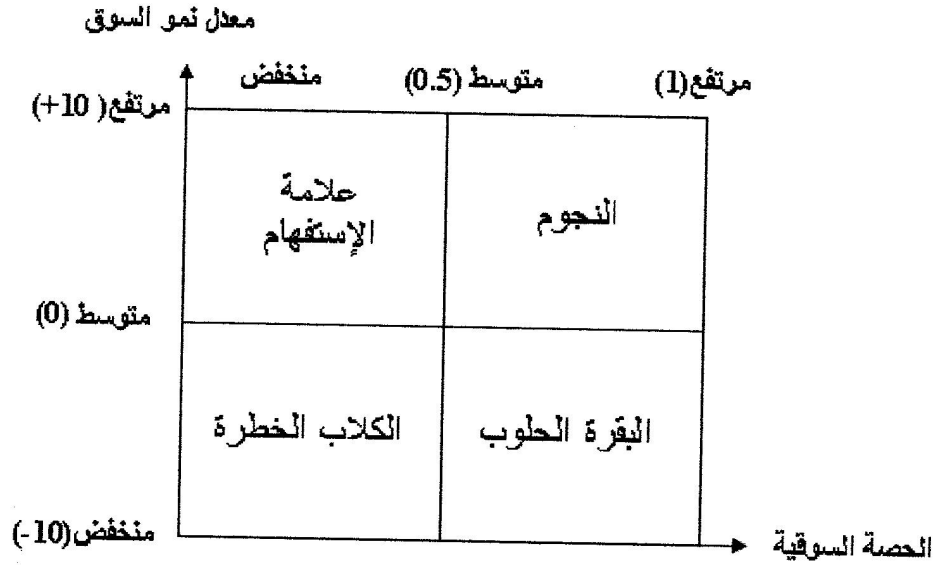 معدل نمو السوق
مرتفع(1) متوسط (0.5) منخفض
مرتفع( 10+)
علامة
الإستفهام
النجوم
متوسط (0)
البقرة الحلوب
الكلاب الخطرة
منخفض(10-)
الحصة السوقية